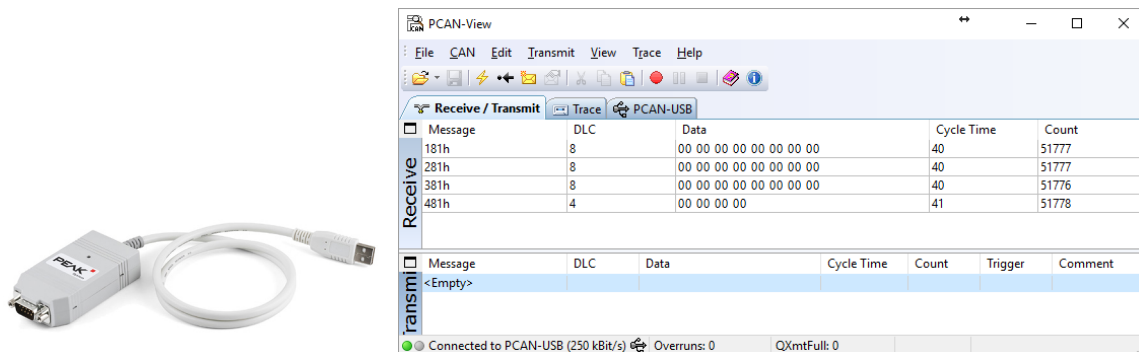 PEAK
PCAN-View
File CAN Edit Transmit View Trace Help
Receive / Transmit Trace PCAN-USB
Message DLC Data Cycle Time Count
181h 8 00 00 00 00 00 00 00 00 40 51777
281h 8 00 00 00 00 00 00 00 00 40 51777
381h 8 00 00 00 00 00 00 00 00 40 51776
481h 4 00 00 00 00 41 51778
Receive
Message DLC Data Cycle Time Count Trigger Comment
<Empty>
Connected to PCAN-USB (250 kBit/s) Overruns: 0 QXmtFull: 0